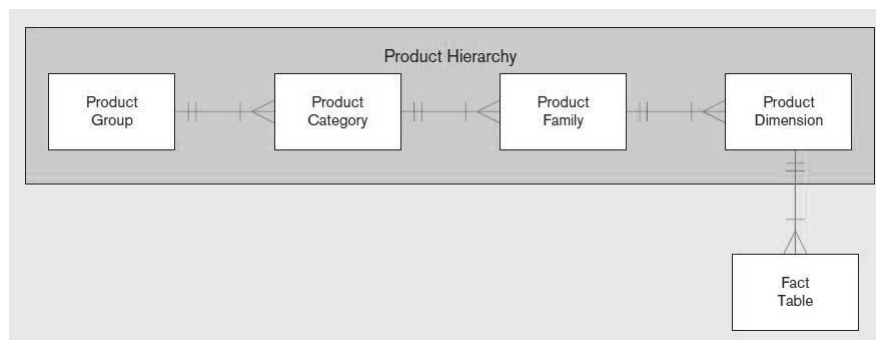 Product Hierarchy
Product
Group
Product
Category
Product
Family
Product
Dimension
Fact
Table